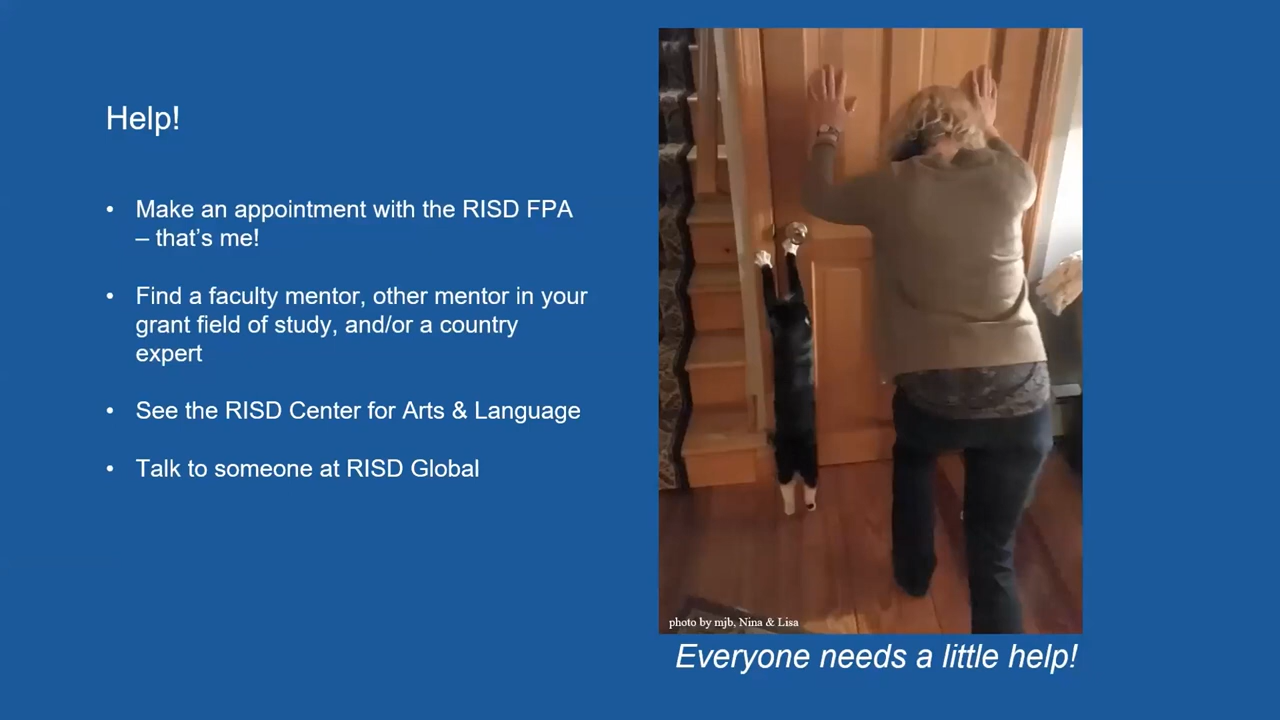 Help!
• Make an appointment with the RISD FPA
– that’s me!
• Find a faculty mentor, other mentor in your
grant field of study, and/or a country
expert
• See the RISD Center for Arts & Language
• Talk to someone at RISD Global
photo by mjb, Nina & Lisa
Everyone needs a little help!